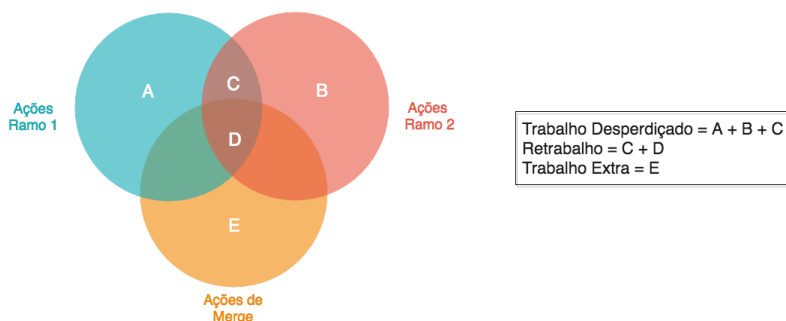 A
C
B
Ações
Ramo 1
Ações
Ramo 2
D
E
Ações de
Merge
Trabalho Desperdiçado = A + B + C
Retrabalho = C + D
Trabalho Extra = E